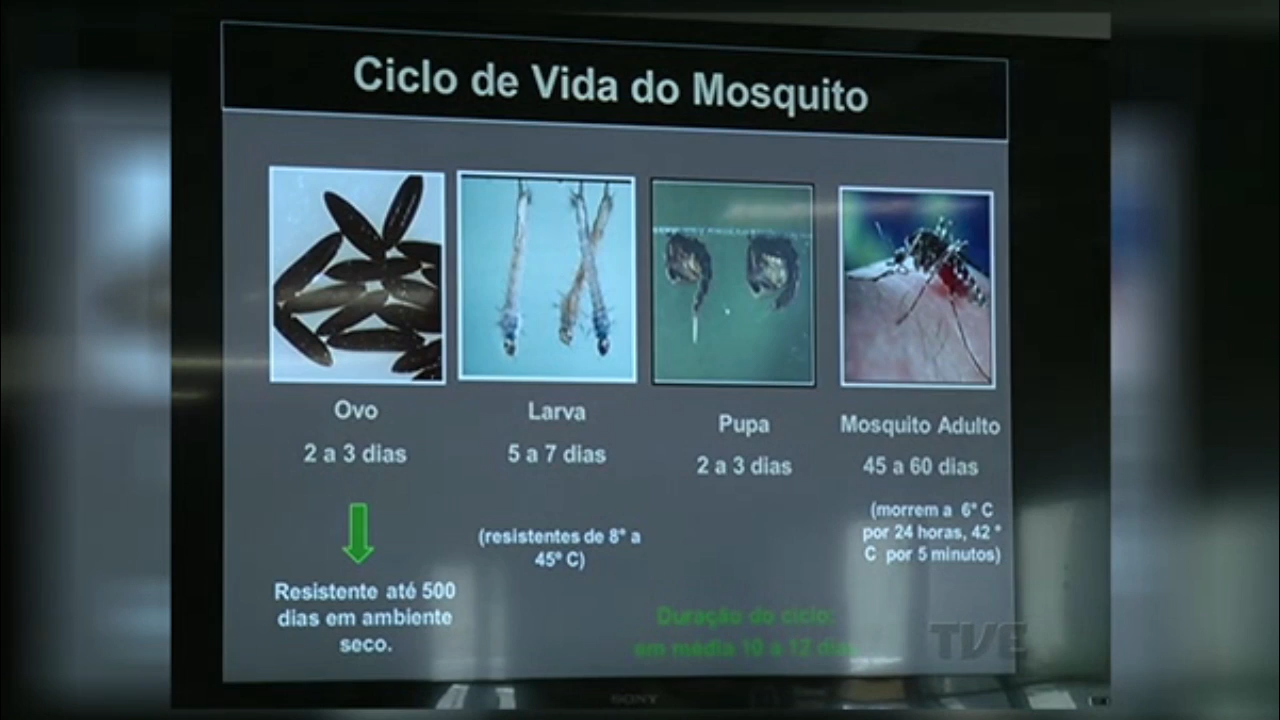 Ciclo de Vida do Mosquito
Ovo
2 a 3 dias
Resistente até 500
dias em ambiente
seco.
Larva
5 a 7 dias
(resistentes de 8° a
45º C)
Pupa
2 a 3 dias
Mosquito Adulto
45 a 60 dias
(morrem a 6° C
por 24 horas, 42 °
C por 5 minutos)
Duração do ciclo:
em média 10 a 12 dias
TVE
SONY